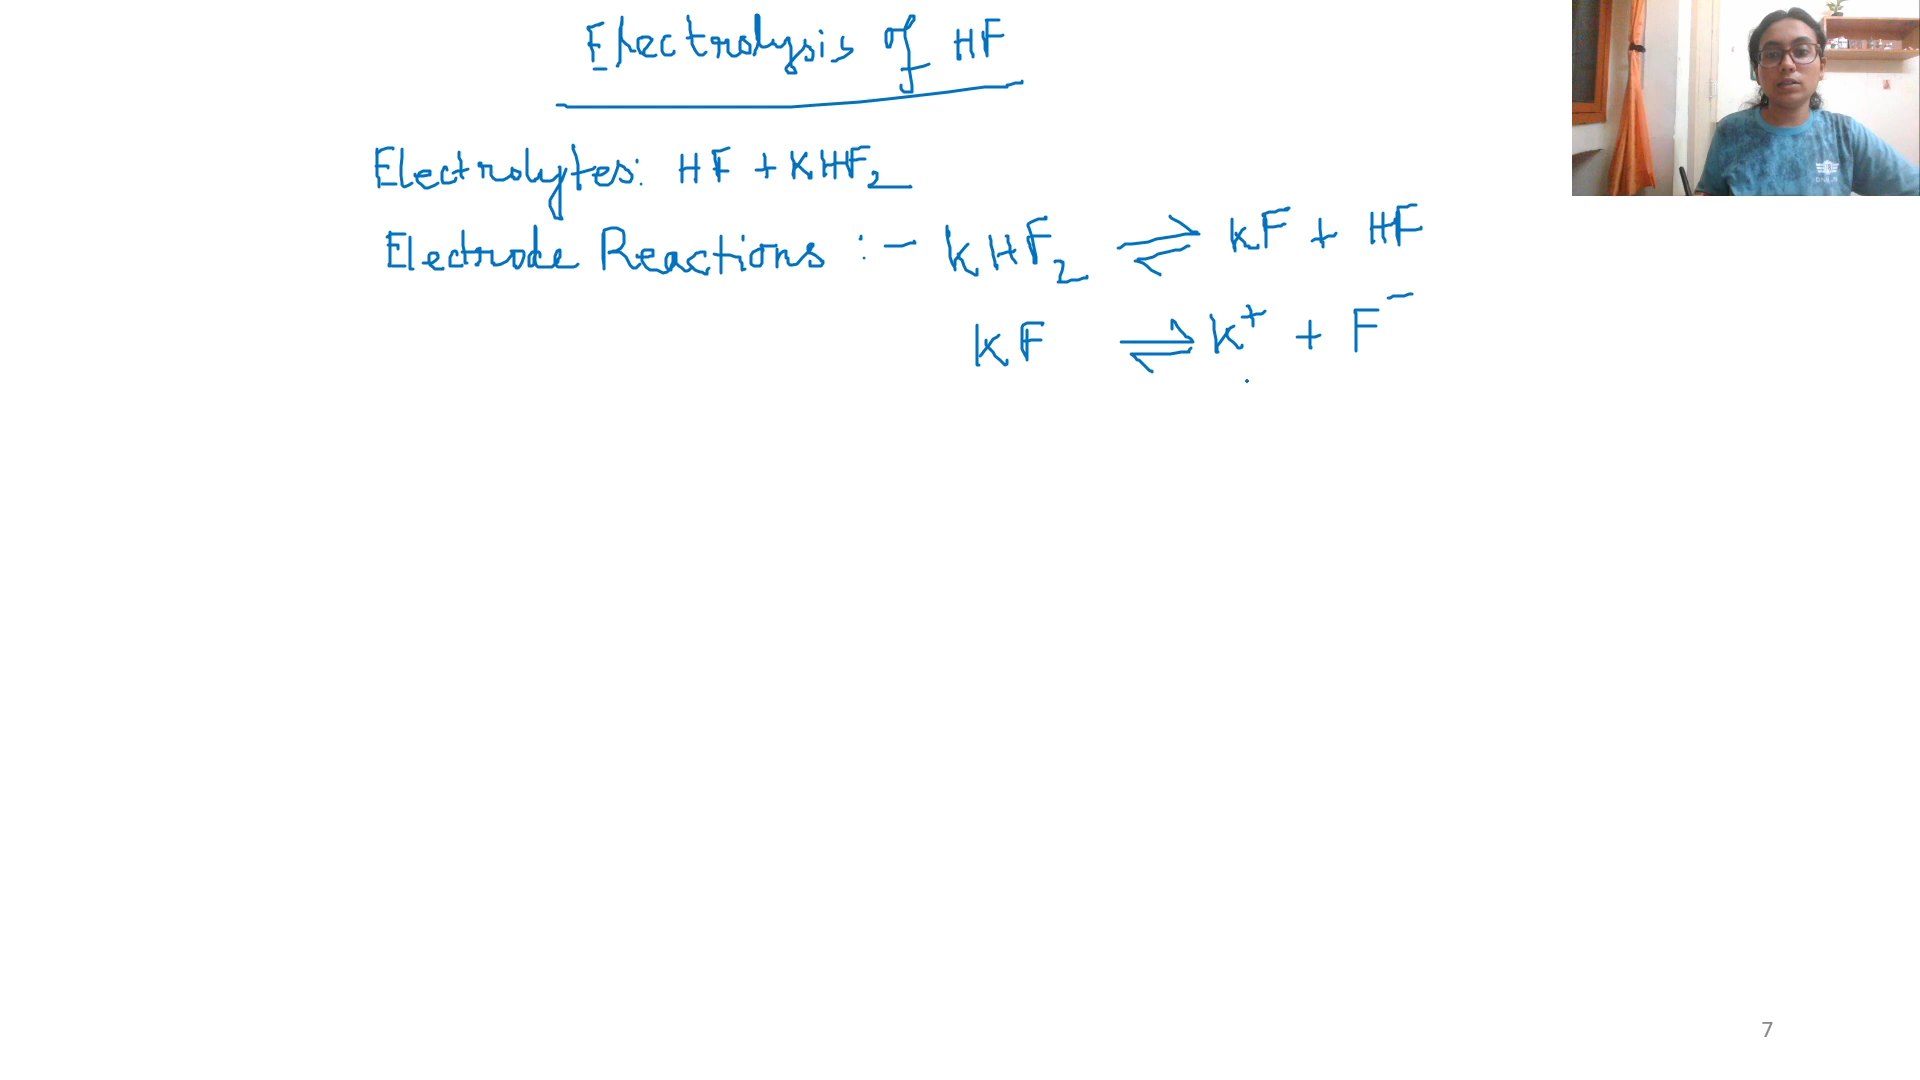 Electrolysis of HF
Electrolytes: HF + KHF₂
Electrode Reactions :- KHF₂ ⇌ KF + HF
KF ⇌ K⁺ + F⁻
7